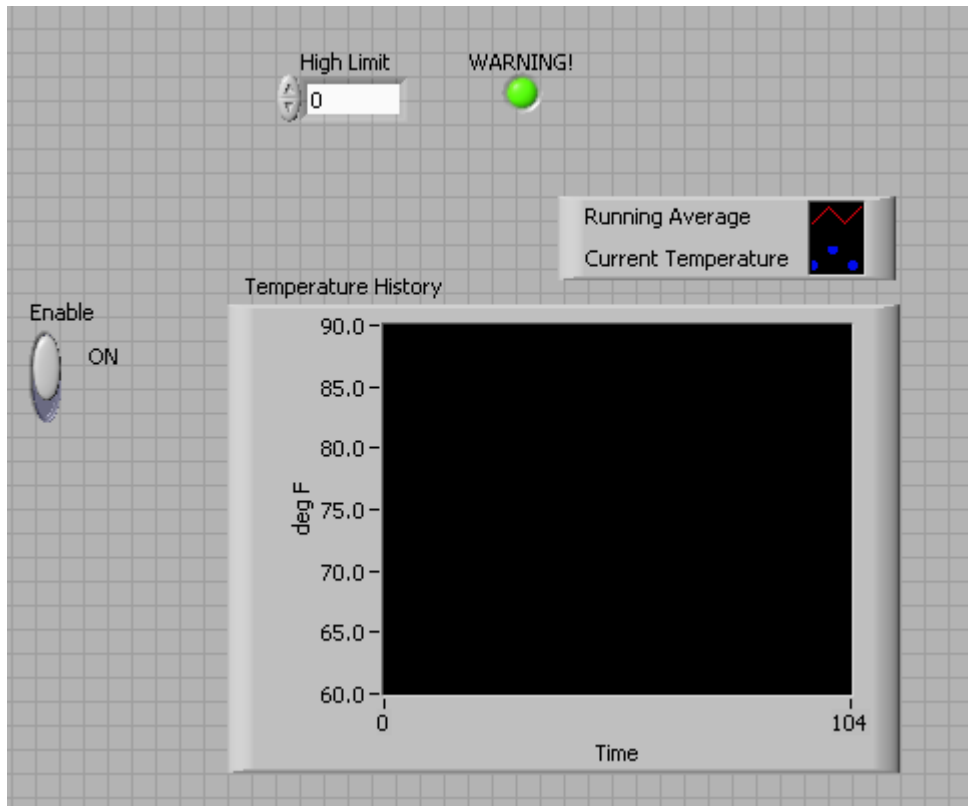 High Limit
WARNING!
0
Running Average
Current Temperature
Temperature History
Enable
ON
90.0
85.0
80.0
75.0
70.0
65.0
60.0
deg F
0
104
Time